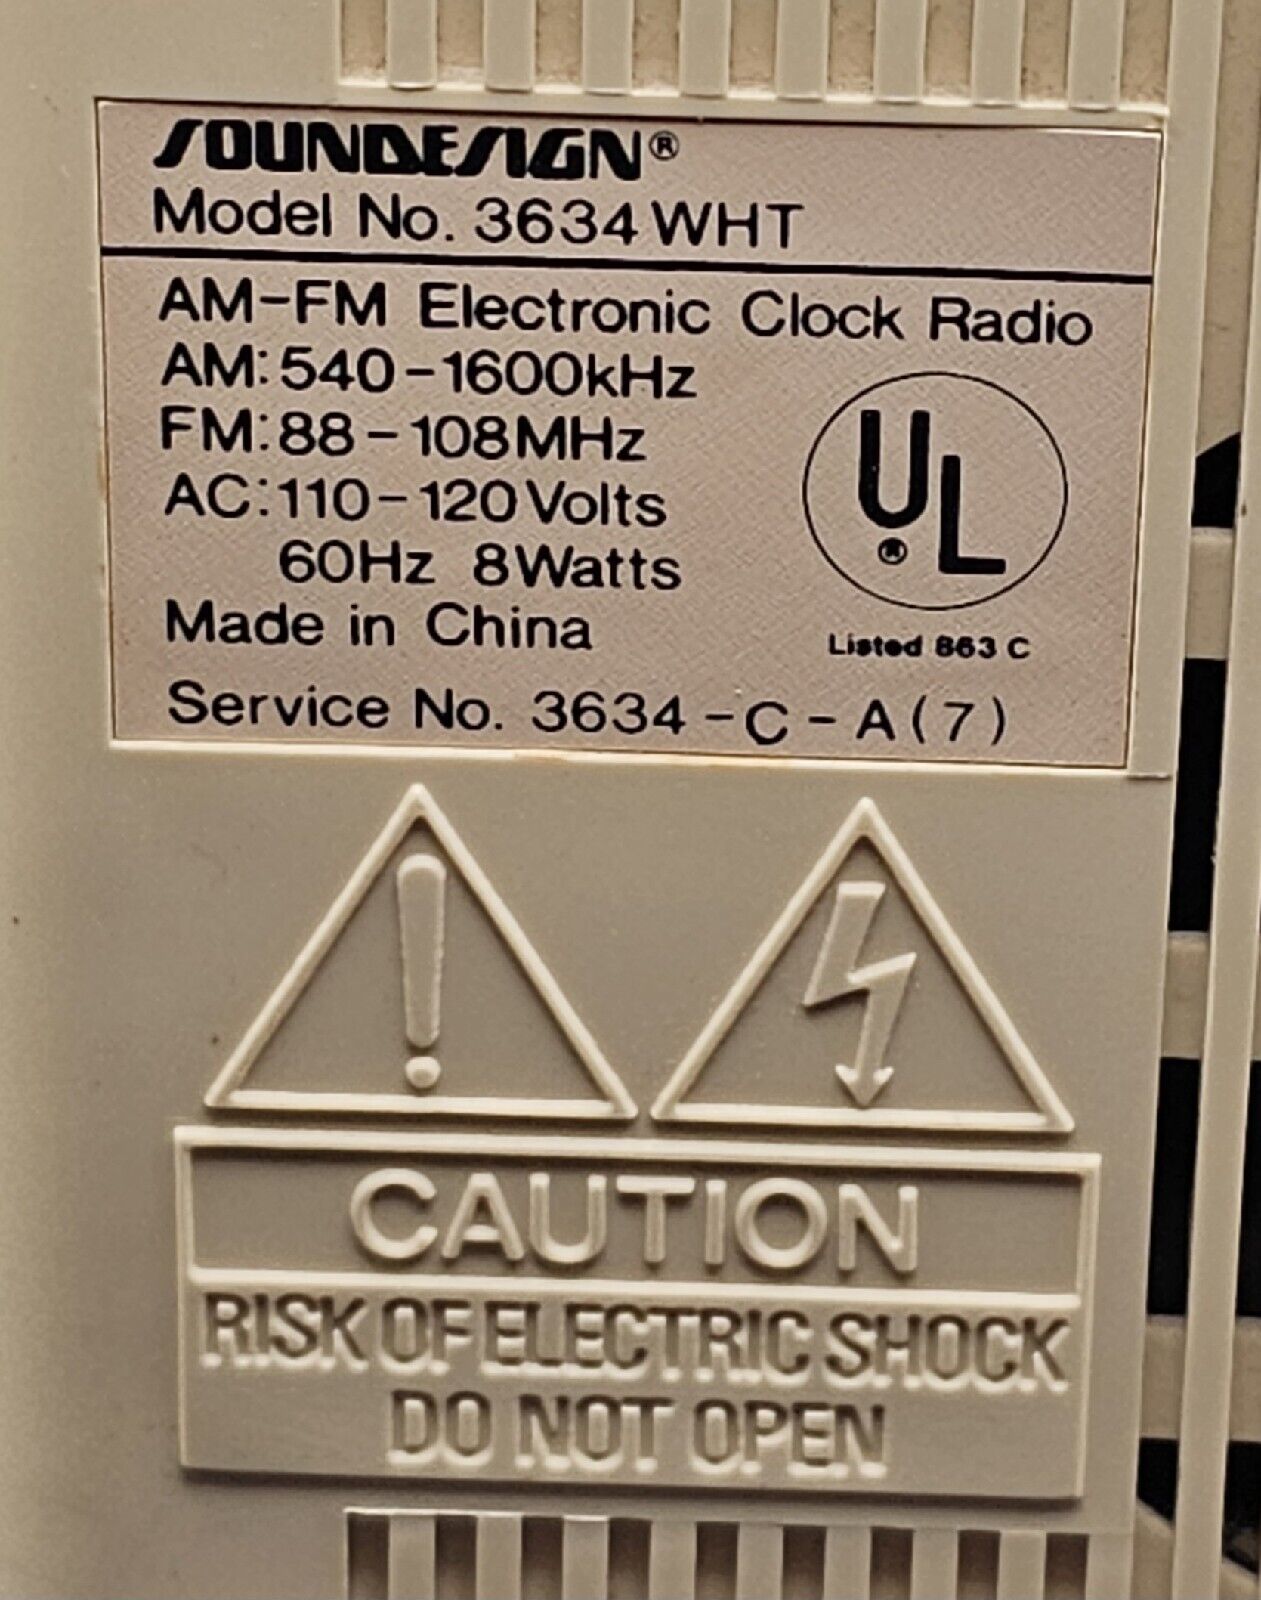 SOUNDESIGN®
Model No. 3634 WHT
AM-FM Electronic Clock Radio
AM: 540-1600kHz
FM: 88-108MHz
AC: 110-120 Volts
60Hz 8 Watts
Made in China
UL®
Listed 863 C
Service No. 3634-C-A(7)
CAUTION
RISK OF ELECTRIC SHOCK
DO NOT OPEN